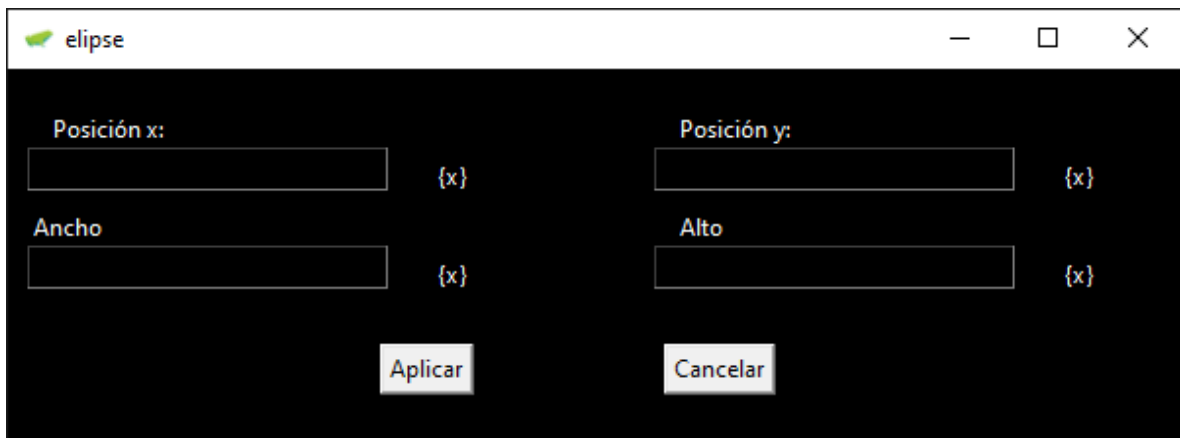 elipse
Posición x: Posición y:
{x} {x}
Ancho Alto
{x} {x}
Aplicar Cancelar